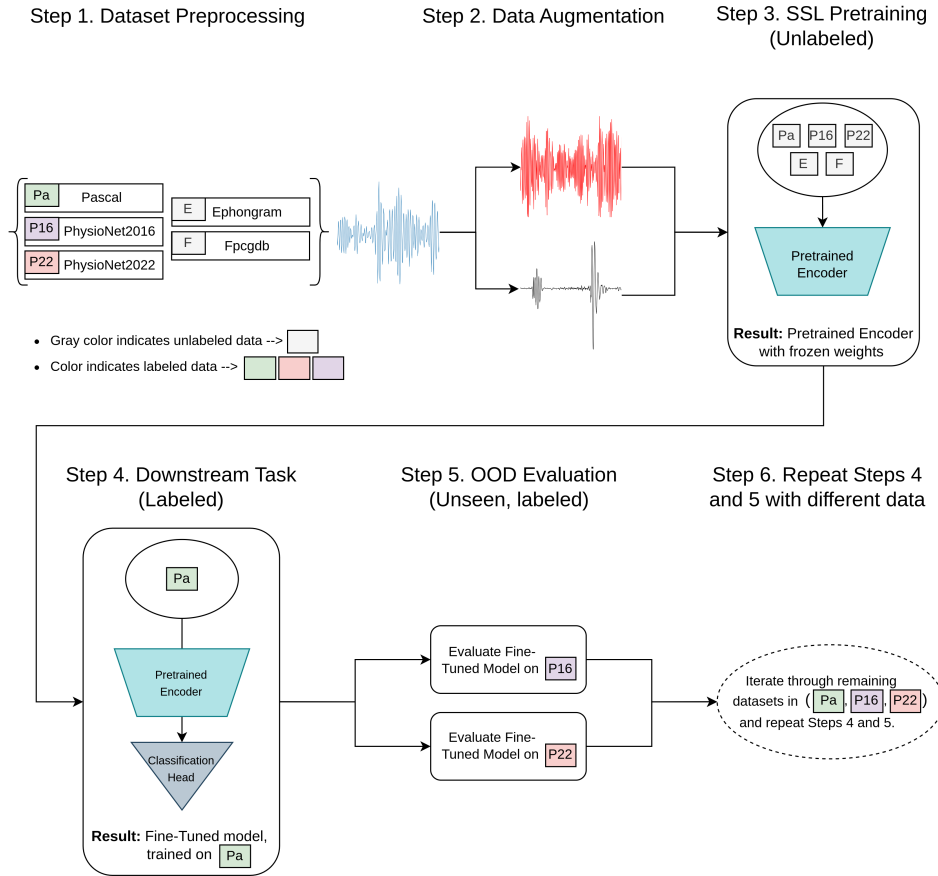 Step 1. Dataset Preprocessing
Step 2. Data Augmentation
Step 3. SSL Pretraining
(Unlabeled)
Pa
Pascal
P16
PhysioNet2016
P22
PhysioNet2022
E
Ephongram
F
Fpcgdb
• Gray color indicates unlabeled data -->
• Color indicates labeled data -->
Pa P16 P22
E F
Pretrained
Encoder
Result: Pretrained Encoder
with frozen weights
Step 4. Downstream Task
(Labeled)
Pa
Pretrained
Encoder
Classification
Head
Result: Fine-Tuned model,
trained on Pa
Step 5. OOD Evaluation
(Unseen, labeled)
Evaluate Fine-
Tuned Model on P16
Evaluate Fine-
Tuned Model on P22
Step 6. Repeat Steps 4
and 5 with different data
Iterate through remaining
datasets in (Pa, P16, P22)
and repeat Steps 4 and 5.